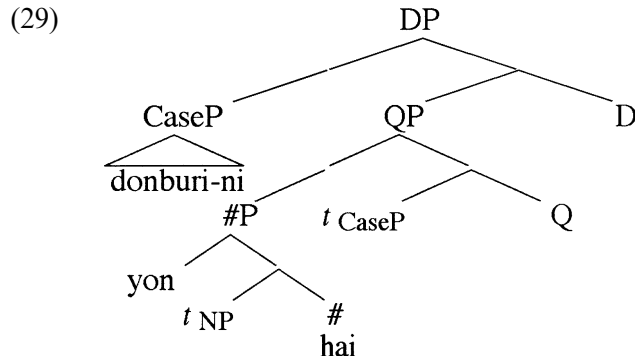 (29)
DP
CaseP QP D
donburi-ni
#P t CaseP Q
yon
t NP #
hai